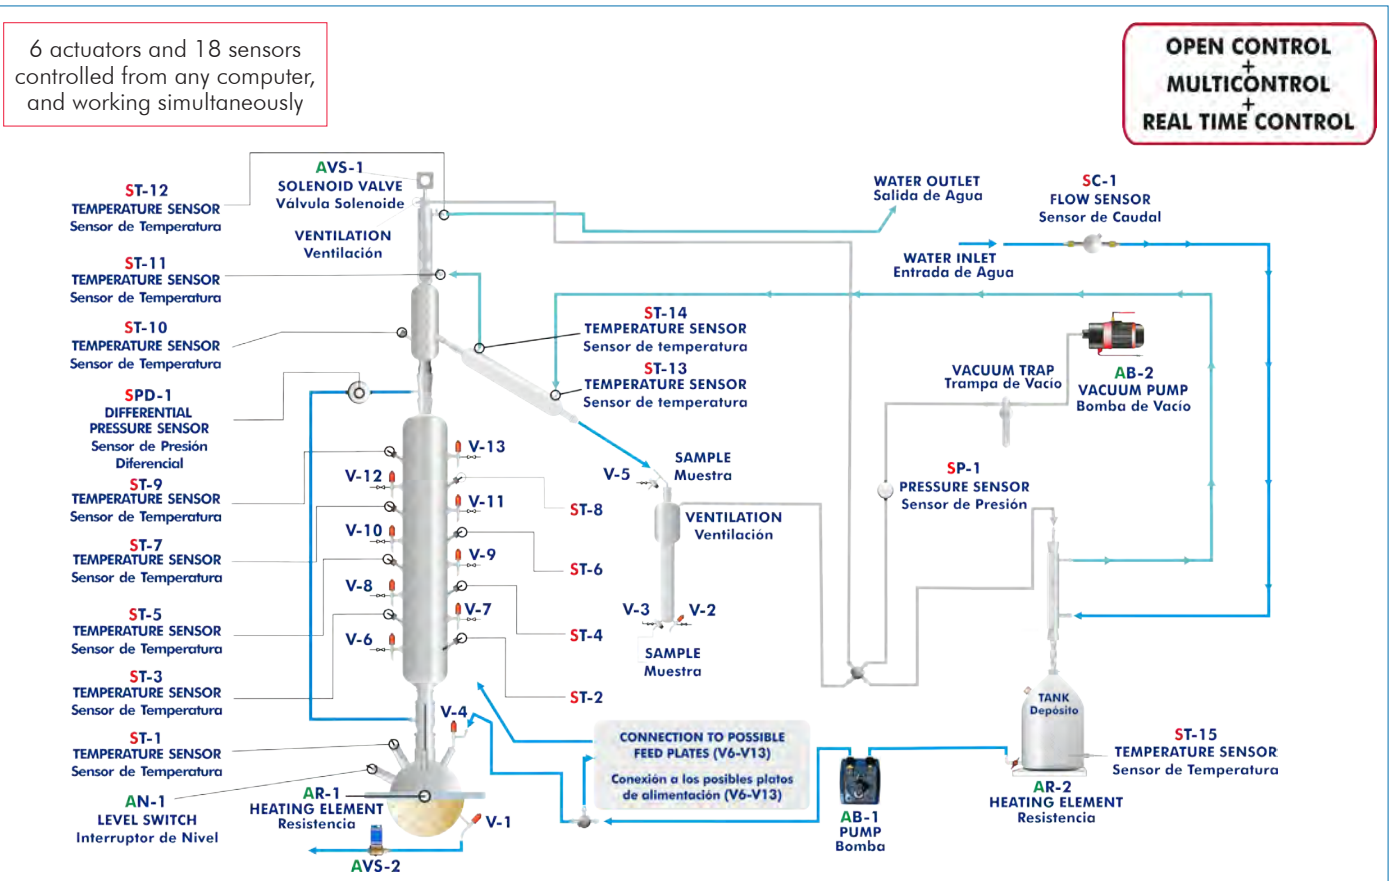 6 actuators and 18 sensors
controlled from any computer,
and working simultaneously
OPEN CONTROL
+
MULTICONTROL
+
REAL TIME CONTROL
ST-12
TEMPERATURE SENSOR
Sensor de Temperatura
AVS-1
SOLENOID VALVE
Válvula Solenoide
VENTILATION
Ventilación
WATER OUTLET
Salida de Agua
SC-1
FLOW SENSOR
Sensor de Caudal
WATER INLET
Entrada de Agua
ST-11
TEMPERATURE SENSOR
Sensor de Temperatura
ST-10
TEMPERATURE SENSOR
Sensor de Temperatura
ST-14
TEMPERATURE SENSOR
Sensor de temperatura
ST-13
TEMPERATURE SENSOR
Sensor de temperatura
VACUUM TRAP
Trampa de Vacío
AB-2
VACUUM PUMP
Bomba de Vacío
SPD-1
DIFFERENTIAL
PRESSURE SENSOR
Sensor de Presión
Diferencial
ST-9
TEMPERATURE SENSOR
Sensor de Temperatura
V-13
V-12
V-11
V-10
V-9
V-8
V-7
V-6
ST-8
ST-6
ST-4
ST-2
V-5
SAMPLE
Muestra
VENTILATION
Ventilación
SP-1
PRESSURE SENSOR
Sensor de Presión
ST-7
TEMPERATURE SENSOR
Sensor de Temperatura
ST-5
TEMPERATURE SENSOR
Sensor de Temperatura
V-3
V-2
SAMPLE
Muestra
ST-3
TEMPERATURE SENSOR
Sensor de Temperatura
ST-1
TEMPERATURE SENSOR
Sensor de Temperatura
V-4
CONNECTION TO POSSIBLE
FEED PLATES (V6-V13)
Conexión a los posibles platos
de alimentación (V6-V13)
TANK
Depósito
ST-15
TEMPERATURE SENSOR
Sensor de Temperatura
AN-1
LEVEL SWITCH
Interruptor de Nivel
AR-1
HEATING ELEMENT
Resistencia
V-1
AVS-2
AB-1
PUMP
Bomba
AR-2
HEATING ELEMENT
Resistencia